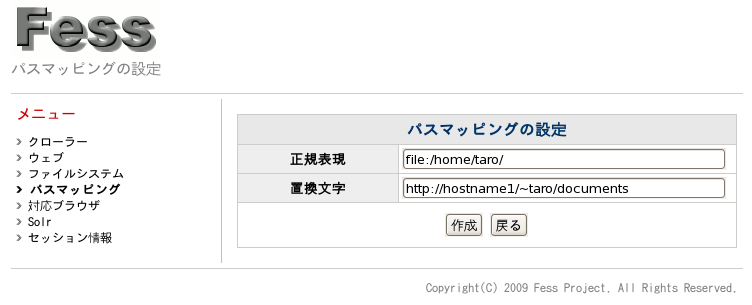 Fess
パスマッピングの設定
メニュー
クローラー
ウェブ
ファイルシステム
パスマッピング
対応ブラウザ
Solr
セッション情報
パスマッピングの設定
正規表現 file:/home/taro/
置換文字 http://hostname1/~taro/documents
作成 戻る
Copyright(C) 2009 Fess Project. All Rights Reserved.